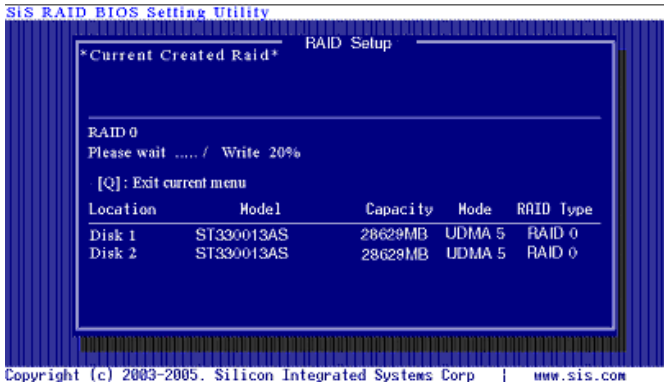 SiS RAID BIOS Setting Utility
RAID Setup
*Current Created Raid*
RAID 0
Please wait ..... / Write 20%
[Q]: Exit current menu
Location Model Capacity Mode RAID Type
Disk 1 ST330013AS 28629MB UDMA 5 RAID 0
Disk 2 ST330013AS 28629MB UDMA 5 RAID 0
Copyright (c) 2003-2005. Silicon Integrated Systems Corp | www.sis.com